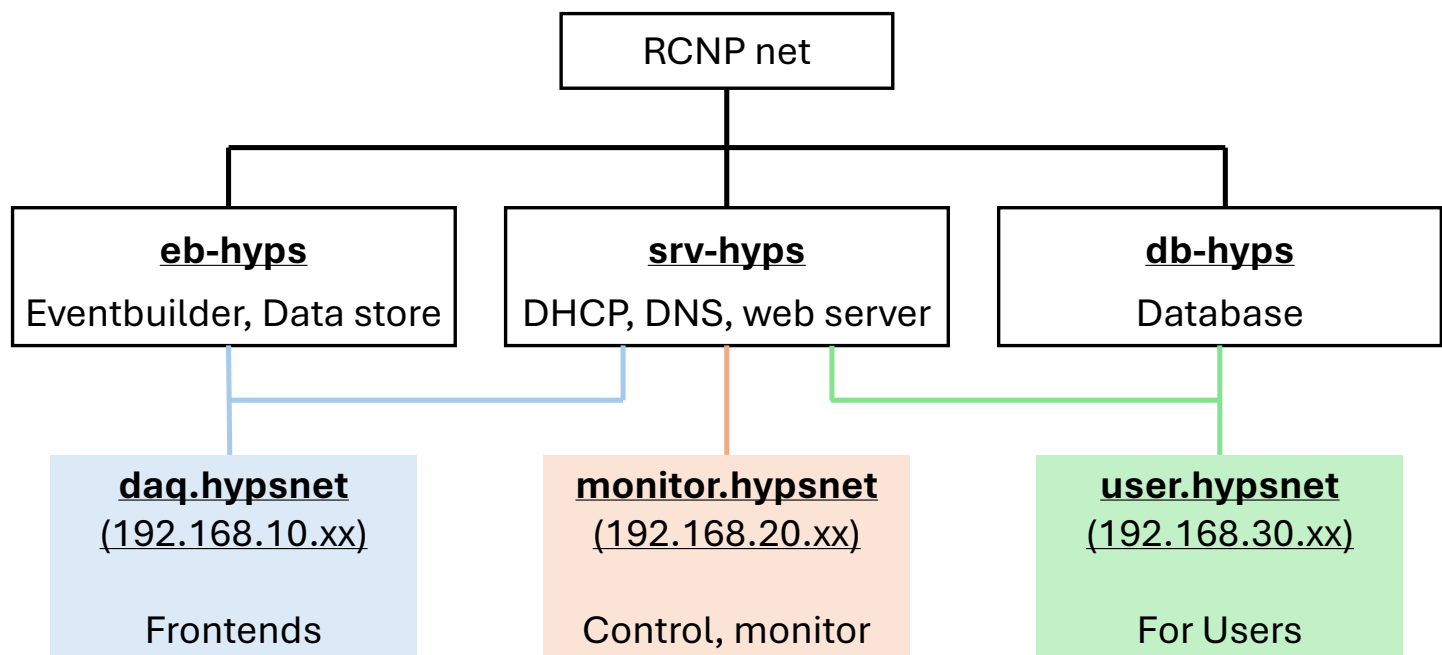 RCNP net
eb-hyps
Eventbuilder, Data store
srv-hyps
DHCP, DNS, web server
db-hyps
Database
daq.hypsnet
(192.168.10.xx)
Frontends
monitor.hypsnet
(192.168.20.xx)
Control, monitor
user.hypsnet
(192.168.30.xx)
For Users